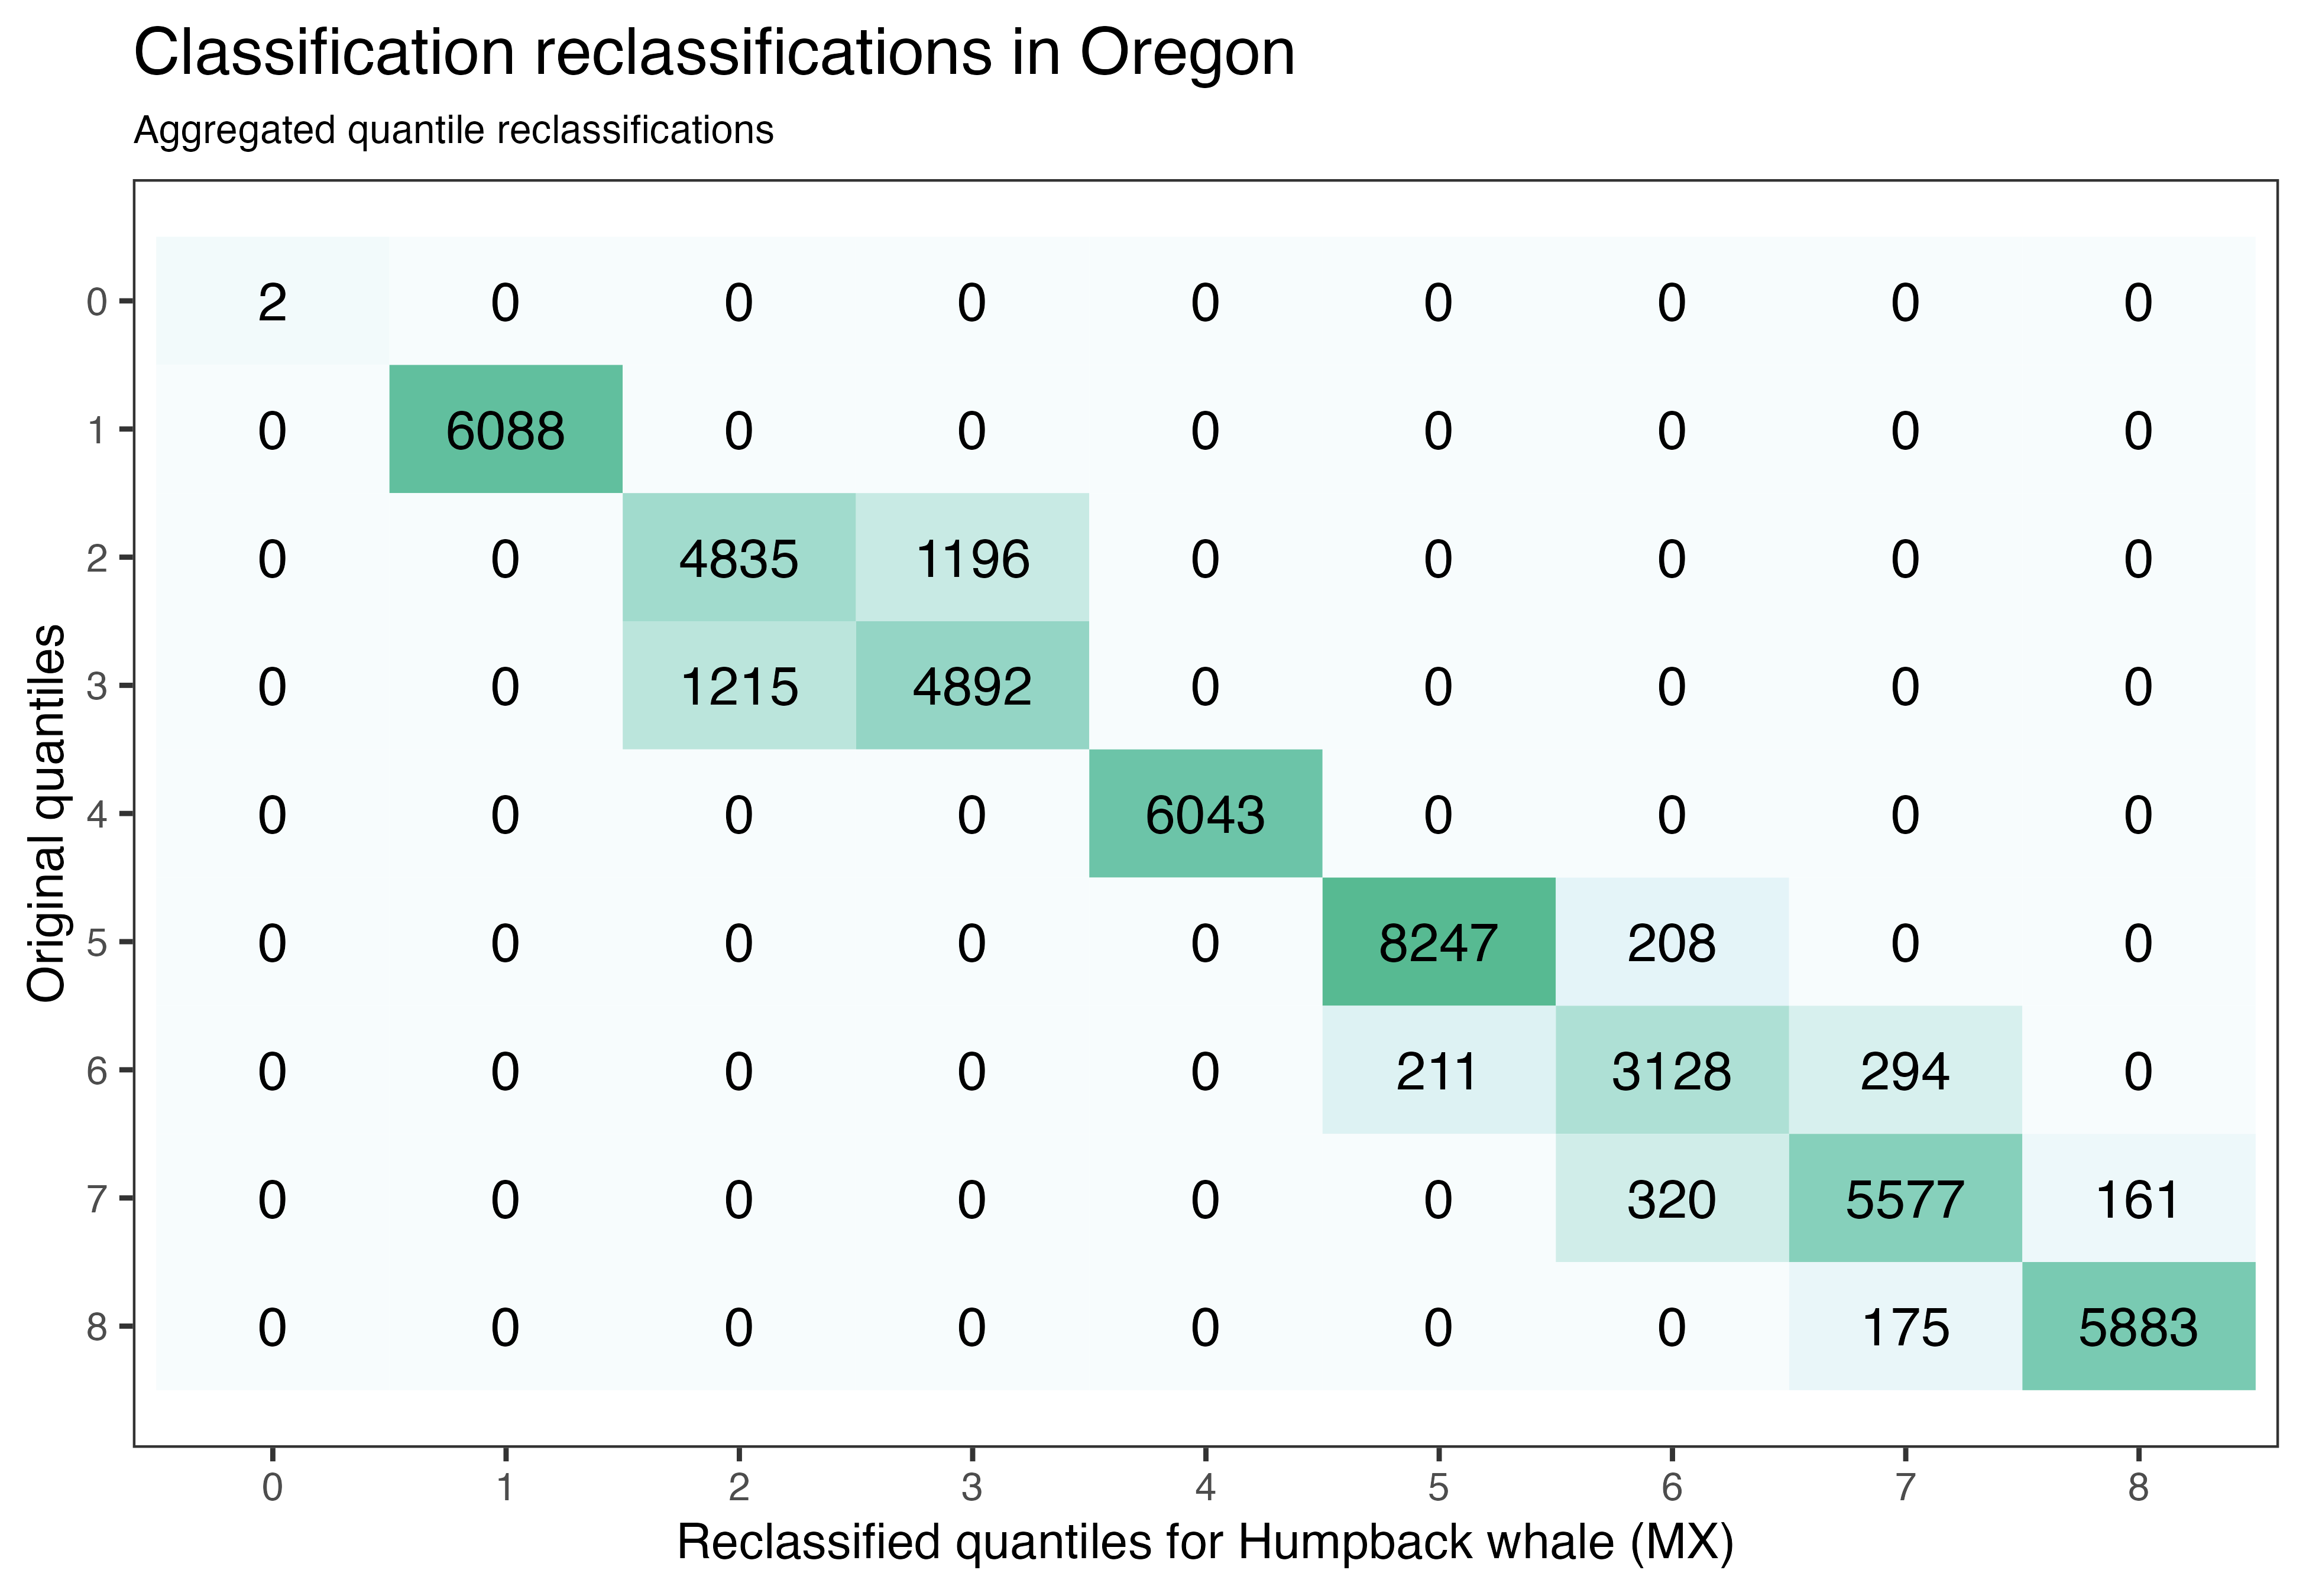 Classification reclassifications in Oregon
Aggregated quantile reclassifications
Original quantiles
0 2 0 0 0 0 0 0 0 0
1 0 6088 0 0 0 0 0 0 0
2 0 0 4835 1196 0 0 0 0 0
3 0 0 1215 4892 0 0 0 0 0
4 0 0 0 0 6043 0 0 0 0
5 0 0 0 0 0 8247 208 0 0
6 0 0 0 0 0 211 3128 294 0
7 0 0 0 0 0 0 320 5577 161
8 0 0 0 0 0 0 0 175 5883
0 1 2 3 4 5 6 7 8
Reclassified quantiles for Humpback whale (MX)